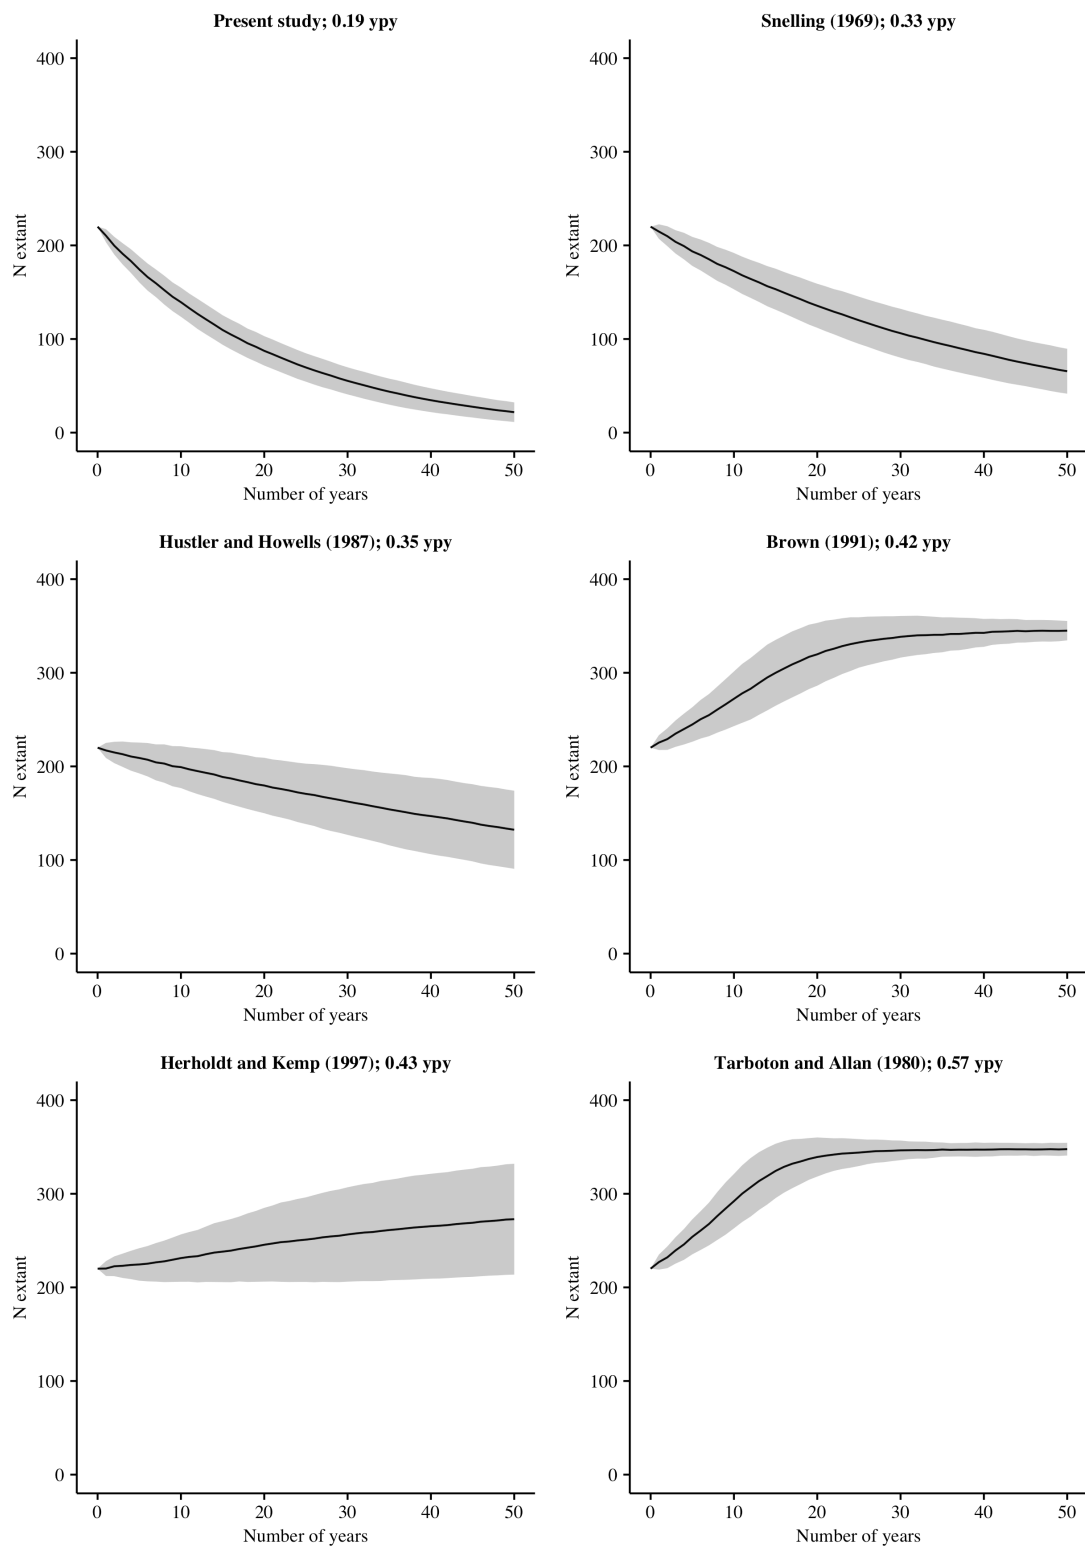 Present study; 0.19 ypy
400
300
200
100
0
N extant
0 10 20 30 40 50
Number of years
Snelling (1969); 0.33 ypy
400
300
200
100
0
N extant
0 10 20 30 40 50
Number of years
Hustler and Howells (1987); 0.35 ypy
400
300
200
100
0
N extant
0 10 20 30 40 50
Number of years
Brown (1991); 0.42 ypy
400
300
200
100
0
N extant
0 10 20 30 40 50
Number of years
Herholdt and Kemp (1997); 0.43 ypy
400
300
200
100
0
N extant
0 10 20 30 40 50
Number of years
Tarboton and Allan (1980); 0.57 ypy
400
300
200
100
0
N extant
0 10 20 30 40 50
Number of years